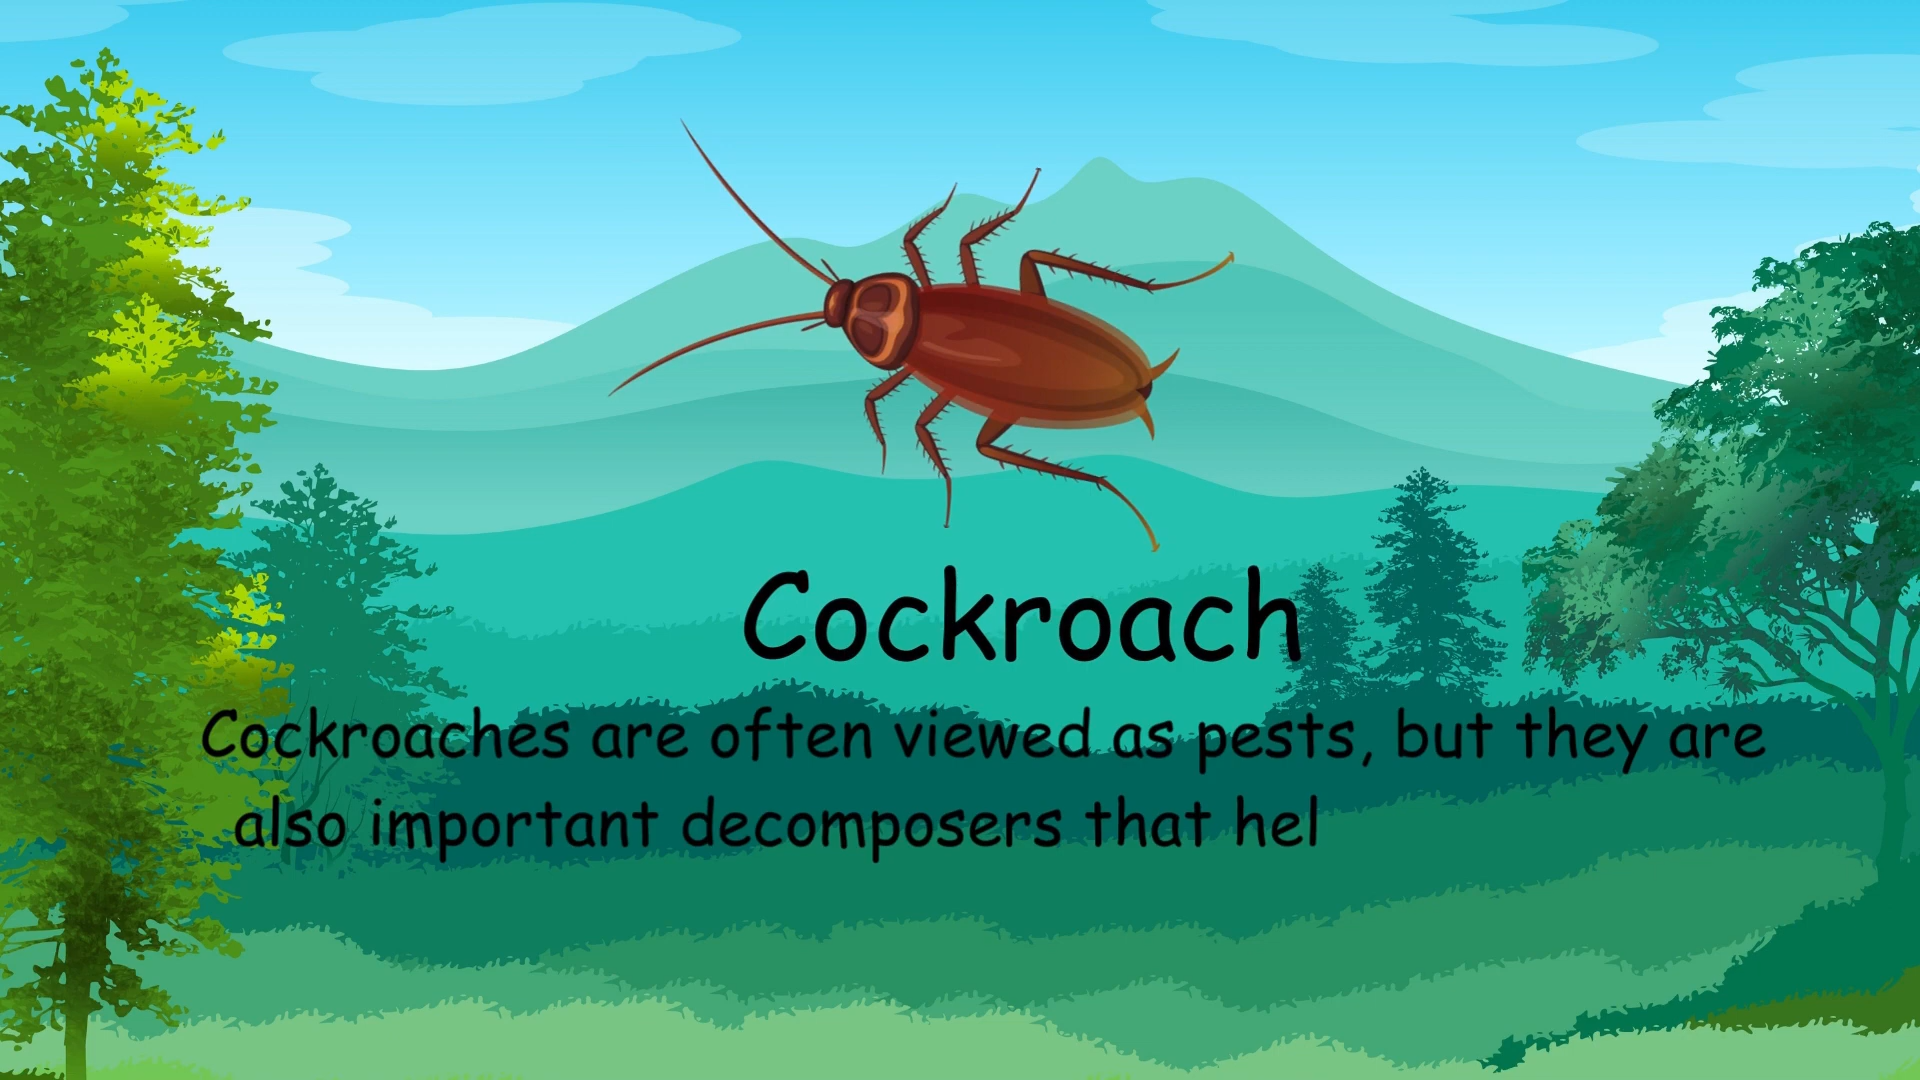 Cockroach
Cockroaches are often viewed as pests, but they are
also important decomposers that hel